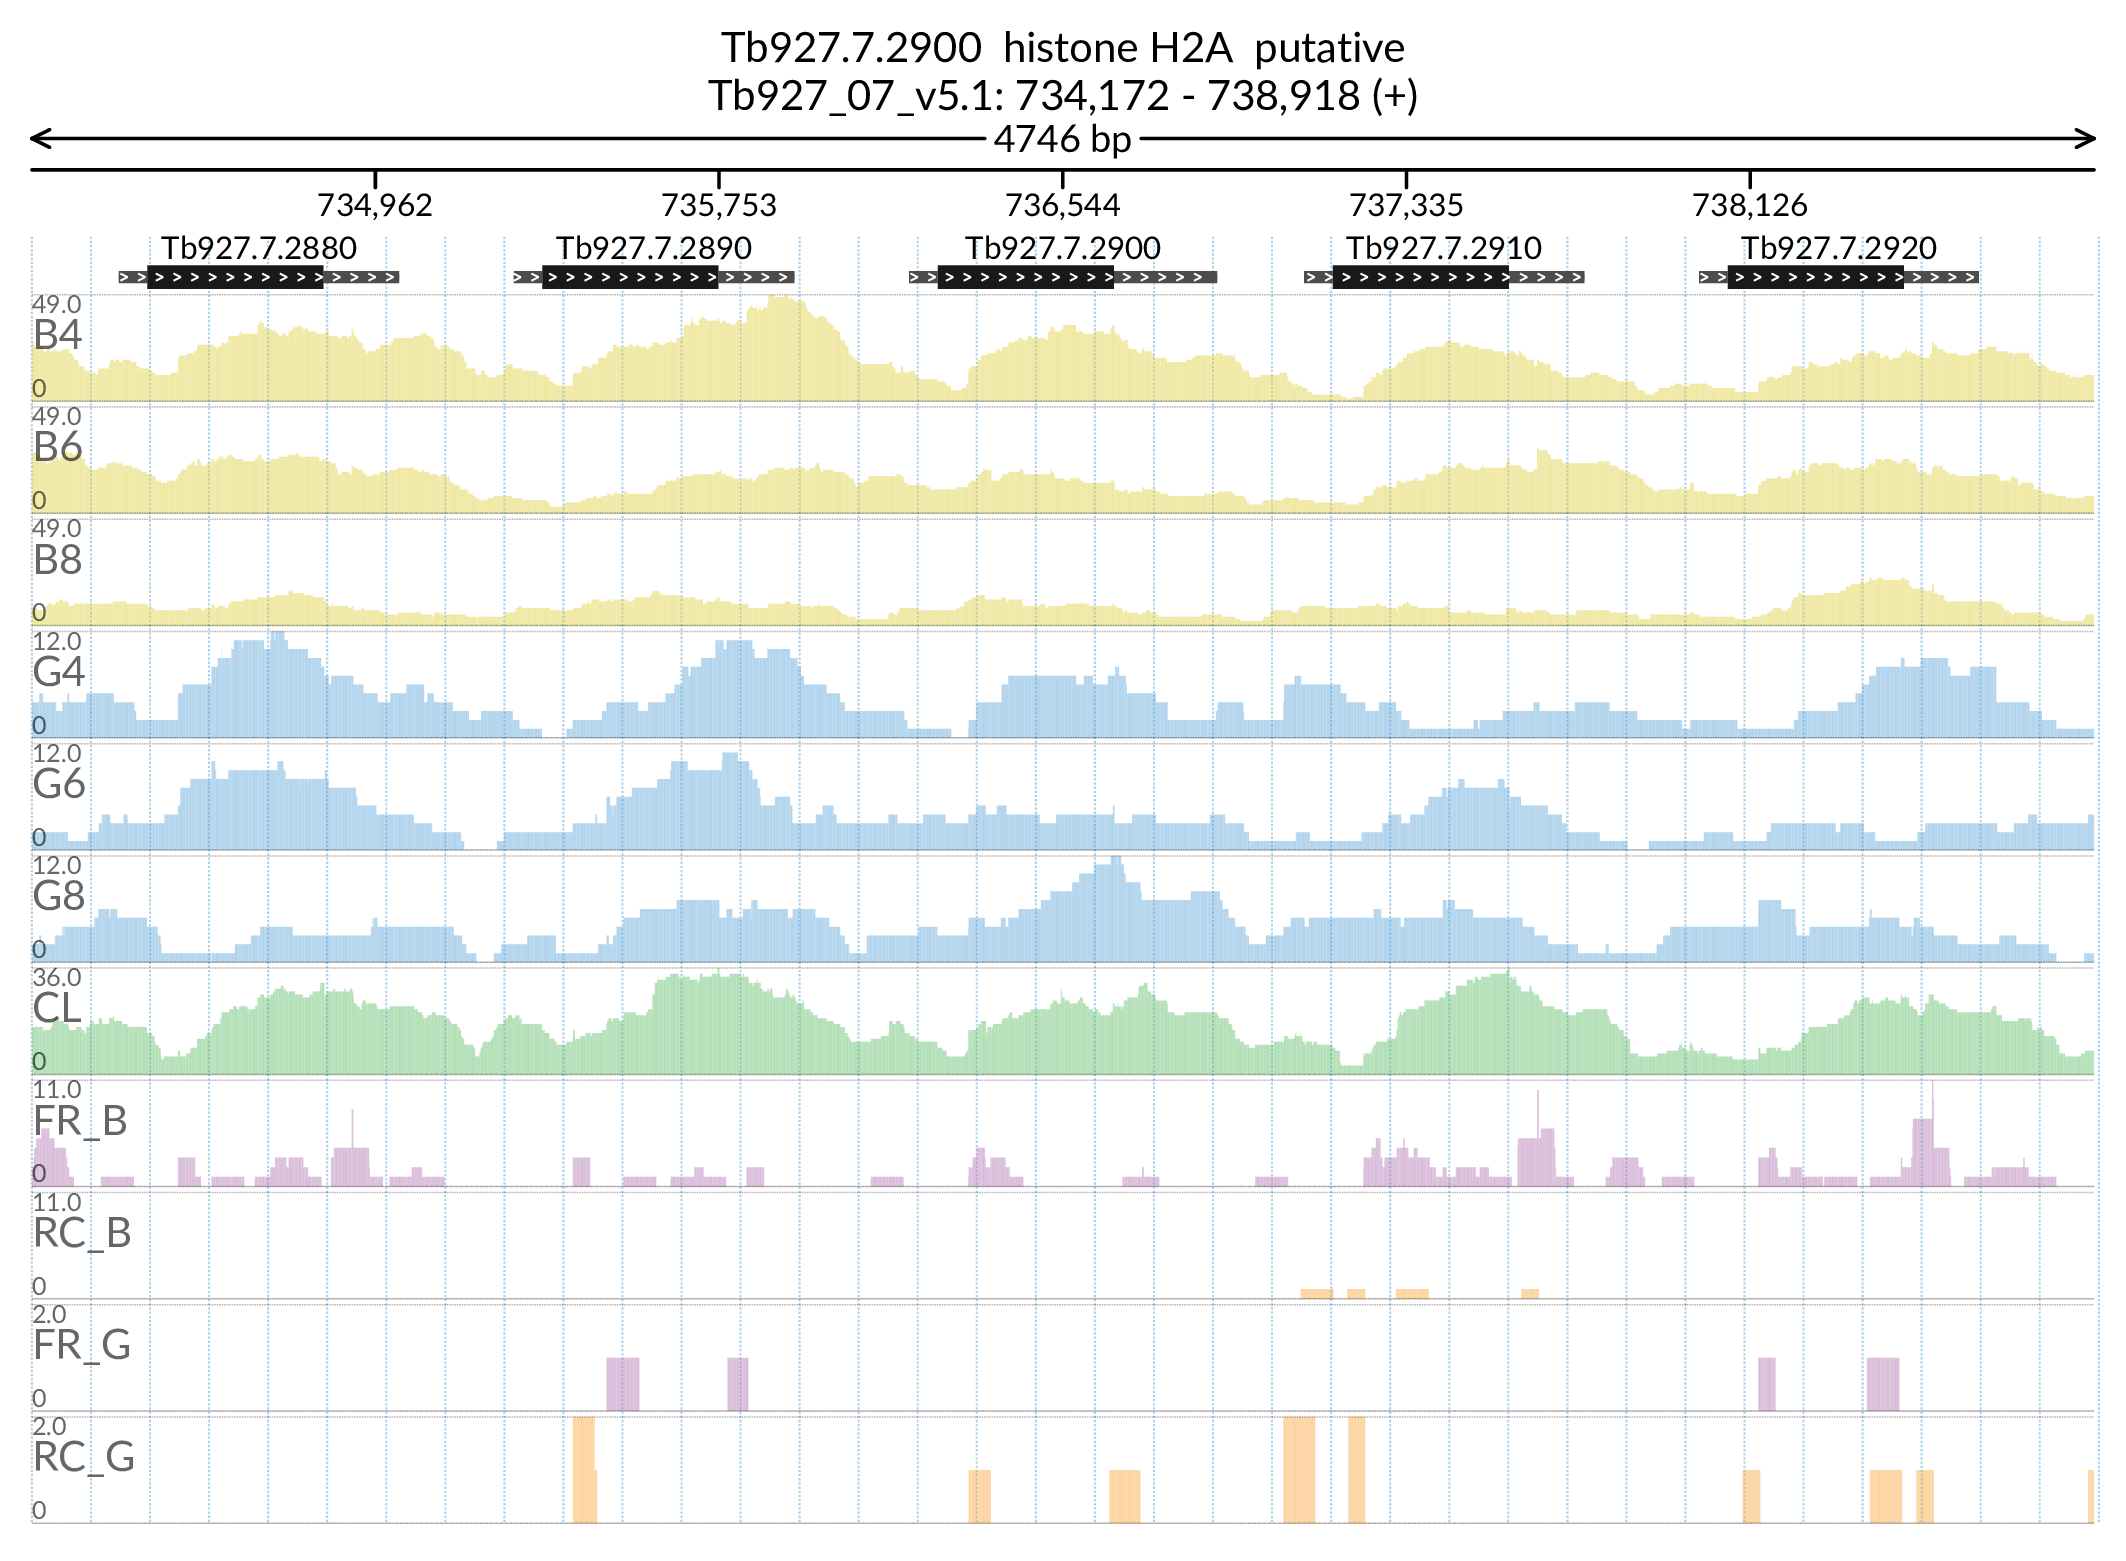 Tb927.7.2900 histone H2A putative
Tb927_07_v5.1: 734,172 - 738,918 (+)
4746 bp
734,962 735,753 736,544 737,335 738,126
Tb927.7.2880 Tb927.7.2890 Tb927.7.2900 Tb927.7.2910 Tb927.7.2920
49.0
B4
0
49.0
B6
0
49.0
B8
0
12.0
G4
0
12.0
G6
0
12.0
G8
0
36.0
CL
0
11.0
FR_B
0
11.0
RC_B
0
2.0
FR_G
0
2.0
RC_G
0